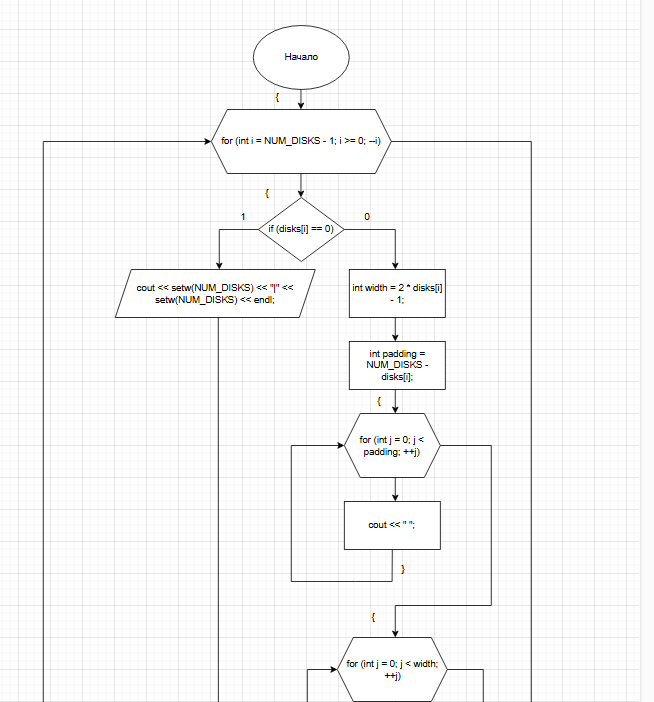 Начало
{
for (int i = NUM_DISKS - 1; i >= 0; --i)
{
1
0
if (disks[i] == 0)
cout << setw(NUM_DISKS) << "|" <<
setw(NUM_DISKS) << endl;
int width = 2 * disks[i]
- 1;
int padding =
NUM_DISKS -
disks[i];
{
for (int j = 0; j <
padding; ++j)
cout << " ";
}
{
for (int j = 0; j < width;
++j)